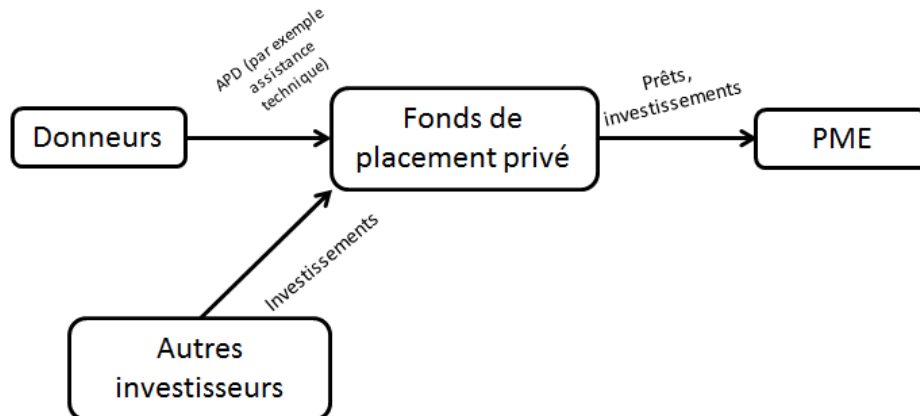 APD (par exemple
assistance
technique)
Donneurs
Fonds de
placement privé
Prêts,
investissements
PME
Investissements
Autres
investisseurs